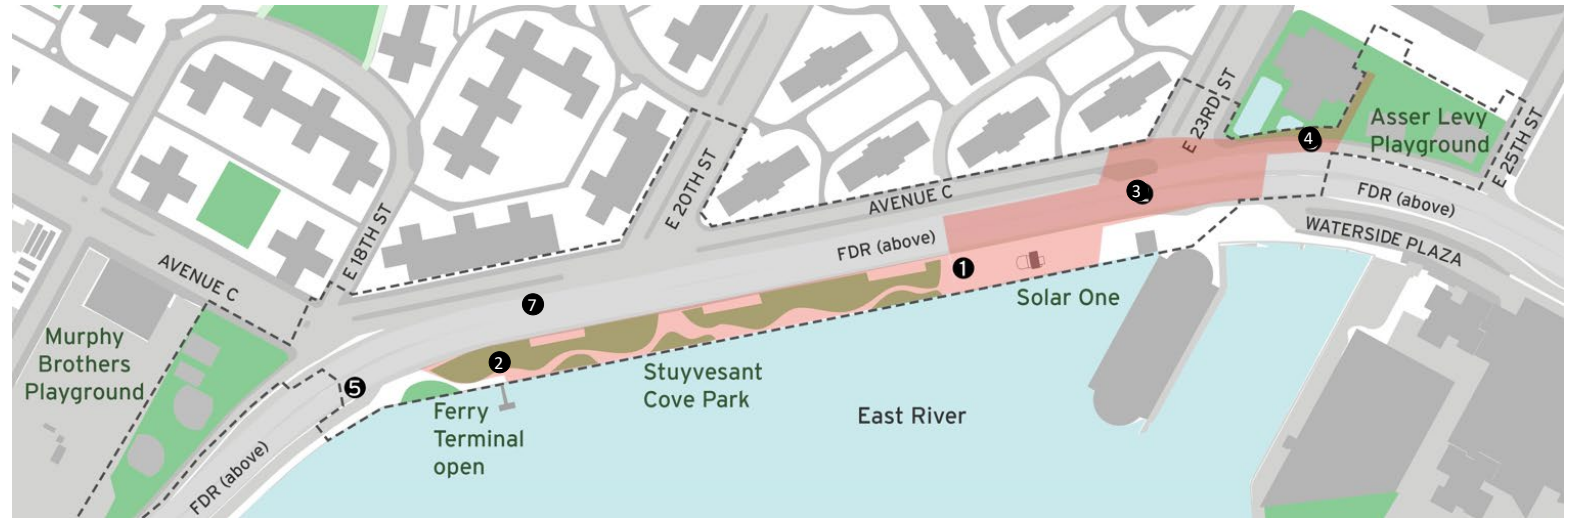 E 23RD ST
Asser Levy
Playground
4
E 25TH ST
3
FDR (above)
AVENUE C
E 20TH ST
WATERSIDE PLAZA
E 18TH ST
FDR (above)
1
AVENUE C
Solar One
7
Murphy
Brothers
Playground
2
Stuyvesant
Cove Park
5
Ferry
Terminal
open
East River
FDR (above)